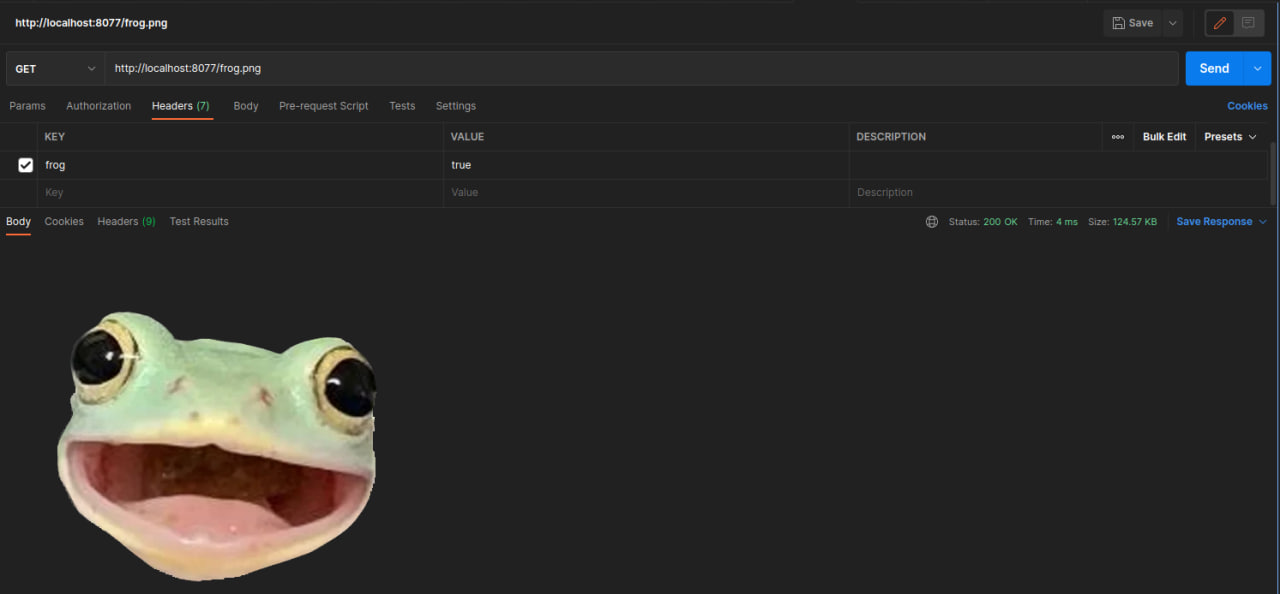 http://localhost:8077/frog.png
Save
GET http://localhost:8077/frog.png Send
Params Authorization Headers (7) Body Pre-request Script Tests Settings Cookies
KEY VALUE DESCRIPTION ooo Bulk Edit Presets
frog true
Key Value Description
Body Cookies Headers (9) Test Results Status: 200 OK Time: 4 ms Size: 124.57 KB Save Response